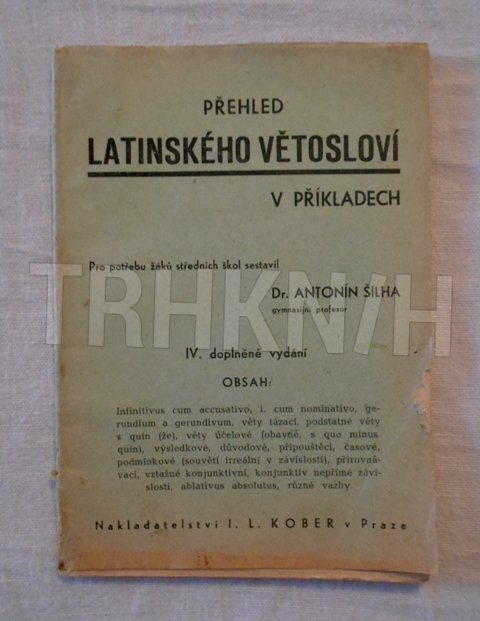 PŘEHLED
LATINSKÉHO VĚTOSLOVÍ
V PŘÍKLADECH
Pro potřebu žáků středních škol sestavil
Dr. ANTONÍN ŠILHA
gymnasijní profesor
TRHKNIH
IV. doplněné vydání
OBSAH:
Infinitivus cum accusativo, i. cum nominativo, ge-
rundium a gerundivum, věty tázací, podstatné věty
s quin (že), věty účelové (obavné, s quo minus
quin), výsledkové, důvodové, připouštěcí, časové,
podmínkové (souvětí irreální v závislosti), přirovná-
vací, vztažné konjunktivní, konjunktiv nepřímé závi-
slosti, ablativus absolutus, různé vazby.
Nakladatelství I. L. KOBER v Praze